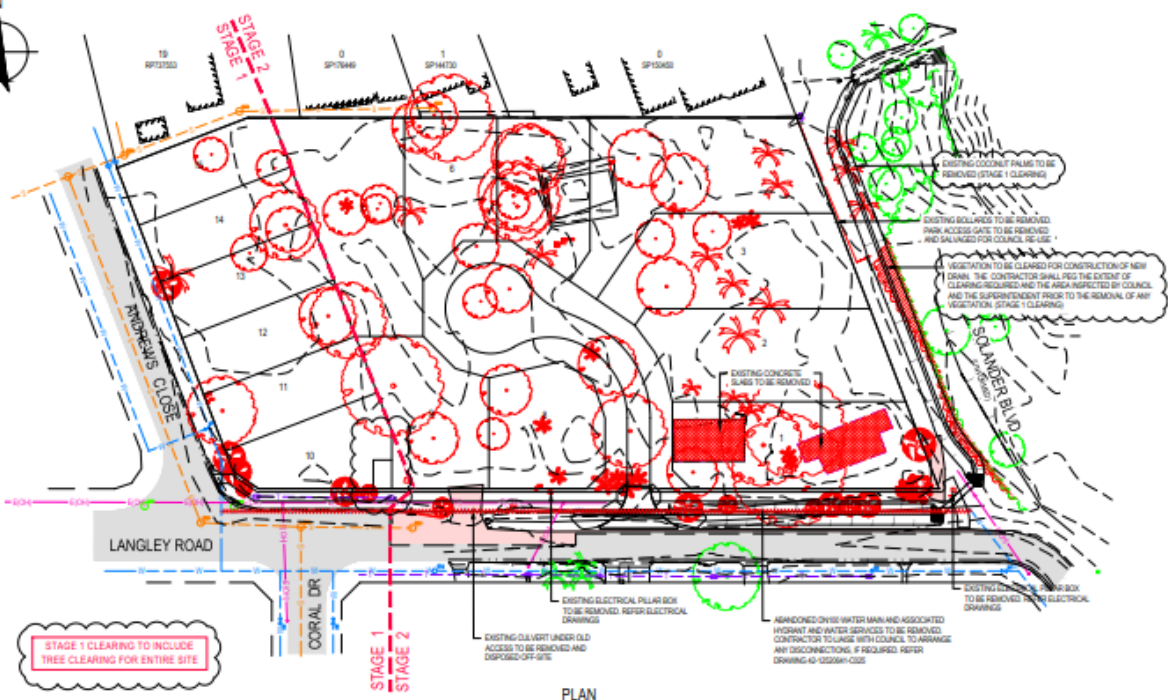 STAGE 2
STAGE 1
19
RP737553
0
SP176449
1
SP144730
0
SP150458
EXISTING COCONUT PALMS TO BE
REMOVED (STAGE 1 CLEARING)
EXISTING BOLLARDS TO BE REMOVED.
PARK ACCESS GATE TO BE REMOVED
AND SALVAGED FOR COUNCIL RE-USE
VEGETATION TO BE CLEARED FOR CONSTRUCTION OF NEW
DRAIN. THE CONTRACTOR SHALL PEG THE EXTENT OF
CLEARING REQUIRED AND THE AREA INSPECTED BY COUNCIL
AND THE SUPERINTENDENT PRIOR TO THE REMOVAL OF ANY
VEGETATION. (STAGE 1 CLEARING)
6
14
13
12
11
10
3
2
1
EXISTING CONCRETE
SLABS TO BE REMOVED
ANDREWS CLOSE
SOLANDER BLVD
LANGLEY ROAD
CORAL DR
EXISTING ELECTRICAL PILLAR BOX
TO BE REMOVED. REFER ELECTRICAL
DRAWINGS
EXISTING CULVERT UNDER OLD
ACCESS TO BE REMOVED AND
DISPOSED OFF-SITE
ABANDONED DN100 WATER MAIN AND ASSOCIATED
HYDRANT AND WATER SERVICES TO BE REMOVED.
CONTRACTOR TO LIAISE WITH COUNCIL TO ARRANGE
ANY DISCONNECTIONS, IF REQUIRED. REFER
EXISTING ELECTRICAL PILLAR BOX
TO BE REMOVED. REFER ELECTRICAL
DRAWINGS
STAGE 1 CLEARING TO INCLUDE
TREE CLEARING FOR ENTIRE SITE
STAGE 1
STAGE 2
PLAN